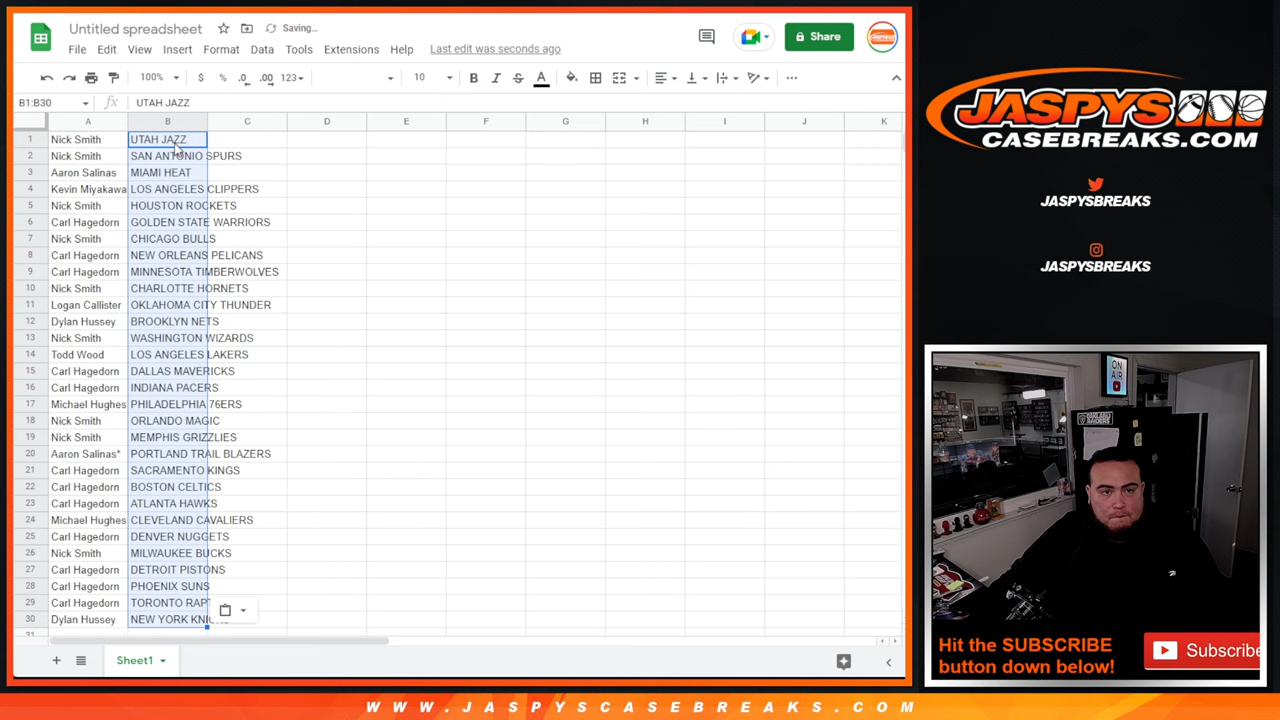 Untitled spreadsheet
Saving...
File Edit View Insert Format Data Tools Extensions Help Last edit was seconds ago
Share
100% $ % .0 .00 123 10 B I S A
B1:B30 fx UTAH JAZZ
A B C D E F G H I J K
1 Nick Smith UTAH JAZZ
2 Nick Smith SAN ANTONIO SPURS
3 Aaron Salinas MIAMI HEAT
4 Kevin Miyakawa LOS ANGELES CLIPPERS
5 Nick Smith HOUSTON ROCKETS
6 Carl Hagedorn GOLDEN STATE WARRIORS
7 Nick Smith CHICAGO BULLS
8 Carl Hagedorn NEW ORLEANS PELICANS
9 Carl Hagedorn MINNESOTA TIMBERWOLVES
10 Nick Smith CHARLOTTE HORNETS
11 Logan Callister OKLAHOMA CITY THUNDER
12 Dylan Hussey BROOKLYN NETS
13 Nick Smith WASHINGTON WIZARDS
14 Todd Wood LOS ANGELES LAKERS
15 Carl Hagedorn DALLAS MAVERICKS
16 Carl Hagedorn INDIANA PACERS
17 Michael Hughes PHILADELPHIA 76ERS
18 Nick Smith ORLANDO MAGIC
19 Nick Smith MEMPHIS GRIZZLIES
20 Aaron Salinas* PORTLAND TRAIL BLAZERS
21 Carl Hagedorn SACRAMENTO KINGS
22 Carl Hagedorn BOSTON CELTICS
23 Carl Hagedorn ATLANTA HAWKS
24 Michael Hughes CLEVELAND CAVALIERS
25 Carl Hagedorn DENVER NUGGETS
26 Nick Smith MILWAUKEE BUCKS
27 Carl Hagedorn DETROIT PISTONS
28 Carl Hagedorn PHOENIX SUNS
29 Carl Hagedorn TORONTO RAP
30 Dylan Hussey NEW YORK KNI
Sheet1
JASPYS
CASEBREAKS.COM
JASPYSBREAKS
JASPYSBREAKS
ON
AIR
Hit the SUBSCRIBE
button down below!
Subscribe
WWW.JASPYSCASEBREAKS.COM